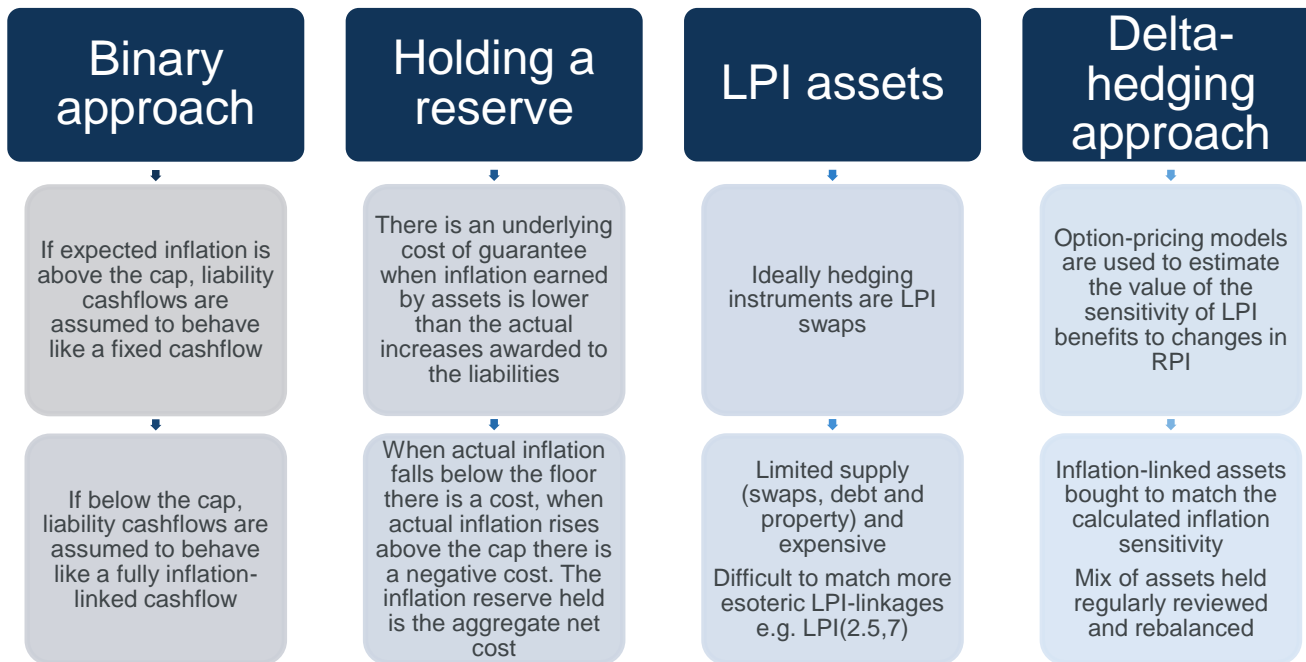 Binary
approach
If expected inflation is
above the cap, liability
cashflows are
assumed to behave
like a fixed cashflow
If below the cap,
liability cashflows are
assumed to behave
like a fully inflation-
linked cashflow
Holding a
reserve
There is an underlying
cost of guarantee
when inflation earned
by assets is lower
than the actual
increases awarded to
the liabilities
When actual inflation
falls below the floor
there is a cost, when
actual inflation rises
above the cap there is
a negative cost. The
inflation reserve held
is the aggregate net
cost
LPI assets
Ideally hedging
instruments are LPI
swaps
Limited supply
(swaps, debt and
property) and
expensive
Difficult to match more
esoteric LPI-linkages
e.g. LPI(2.5,7)
Delta-
hedging
approach
Option-pricing models
are used to estimate
the value of the
sensitivity of LPI
benefits to changes in
RPI
Inflation-linked assets
bought to match the
calculated inflation
sensitivity
Mix of assets held
regularly reviewed
and rebalanced